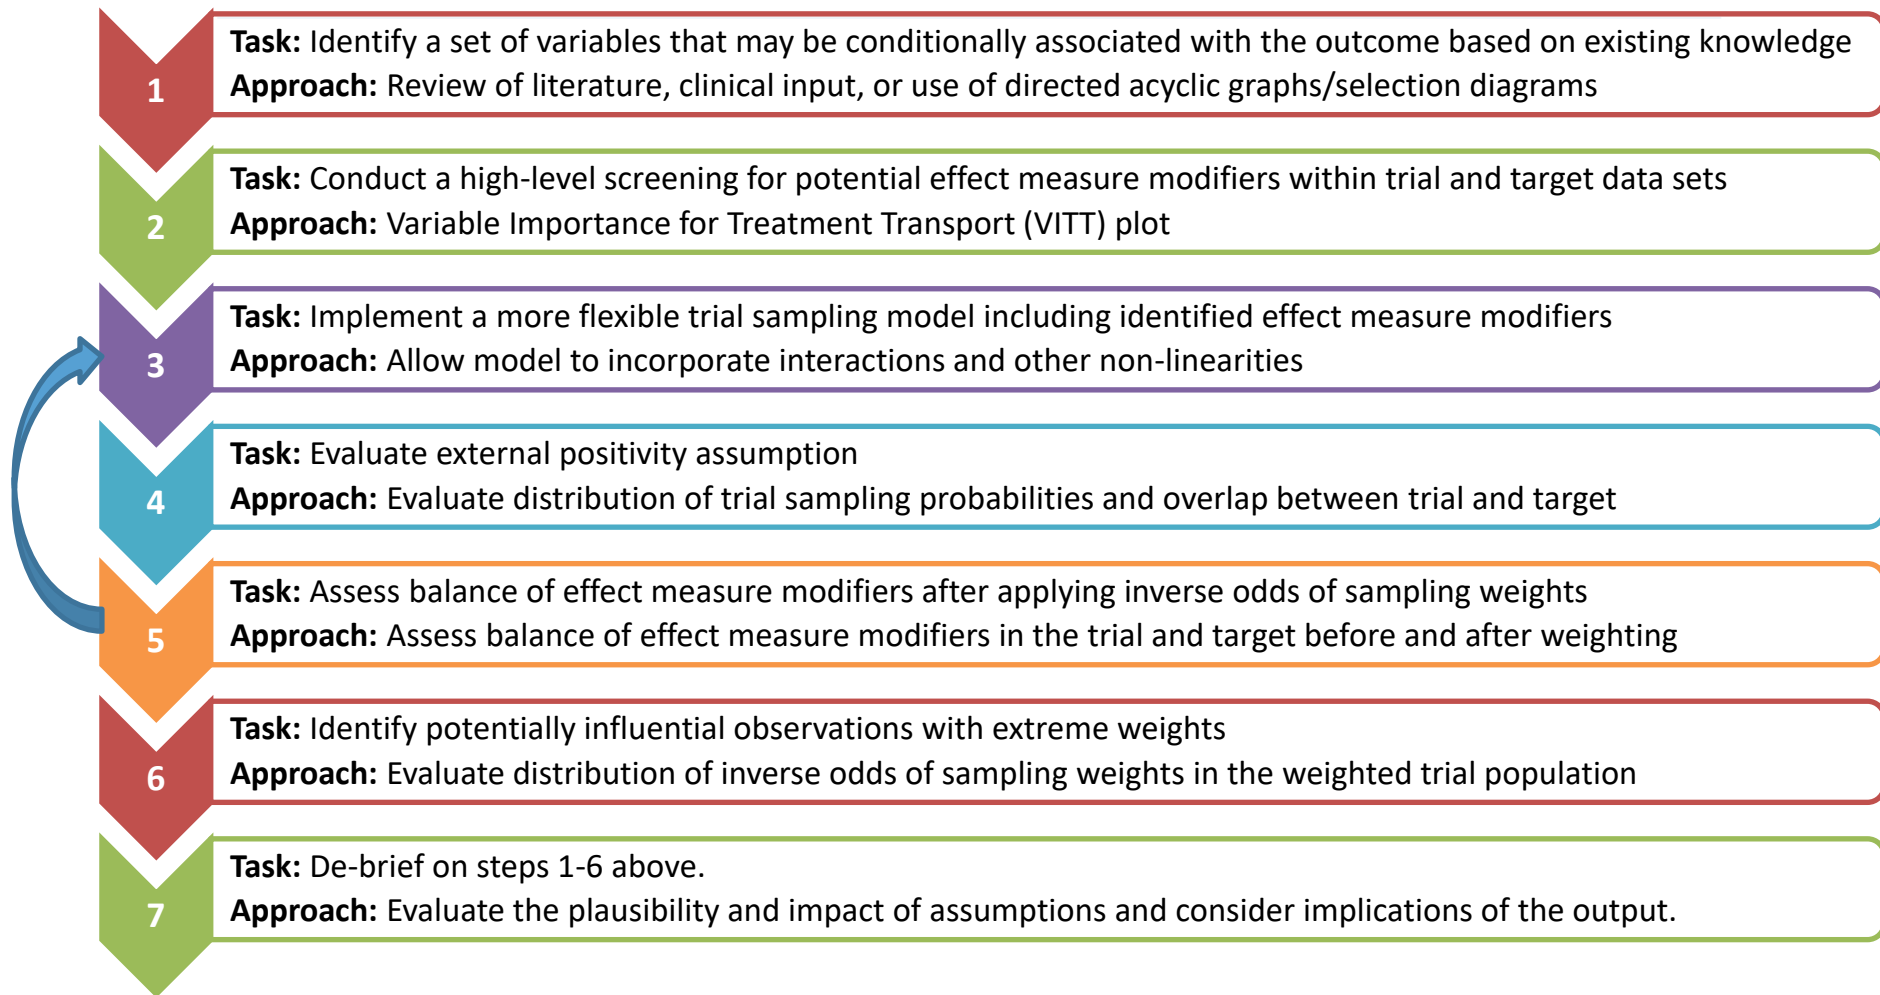 1
Task: Identify a set of variables that may be conditionally associated with the outcome based on existing knowledge
Approach: Review of literature, clinical input, or use of directed acyclic graphs/selection diagrams
2
Task: Conduct a high-level screening for potential effect measure modifiers within trial and target data sets
Approach: Variable Importance for Treatment Transport (VITT) plot
3
Task: Implement a more flexible trial sampling model including identified effect measure modifiers
Approach: Allow model to incorporate interactions and other non-linearities
4
Task: Evaluate external positivity assumption
Approach: Evaluate distribution of trial sampling probabilities and overlap between trial and target
5
Task: Assess balance of effect measure modifiers after applying inverse odds of sampling weights
Approach: Assess balance of effect measure modifiers in the trial and target before and after weighting
6
Task: Identify potentially influential observations with extreme weights
Approach: Evaluate distribution of inverse odds of sampling weights in the weighted trial population
7
Task: De-brief on steps 1-6 above.
Approach: Evaluate the plausibility and impact of assumptions and consider implications of the output.